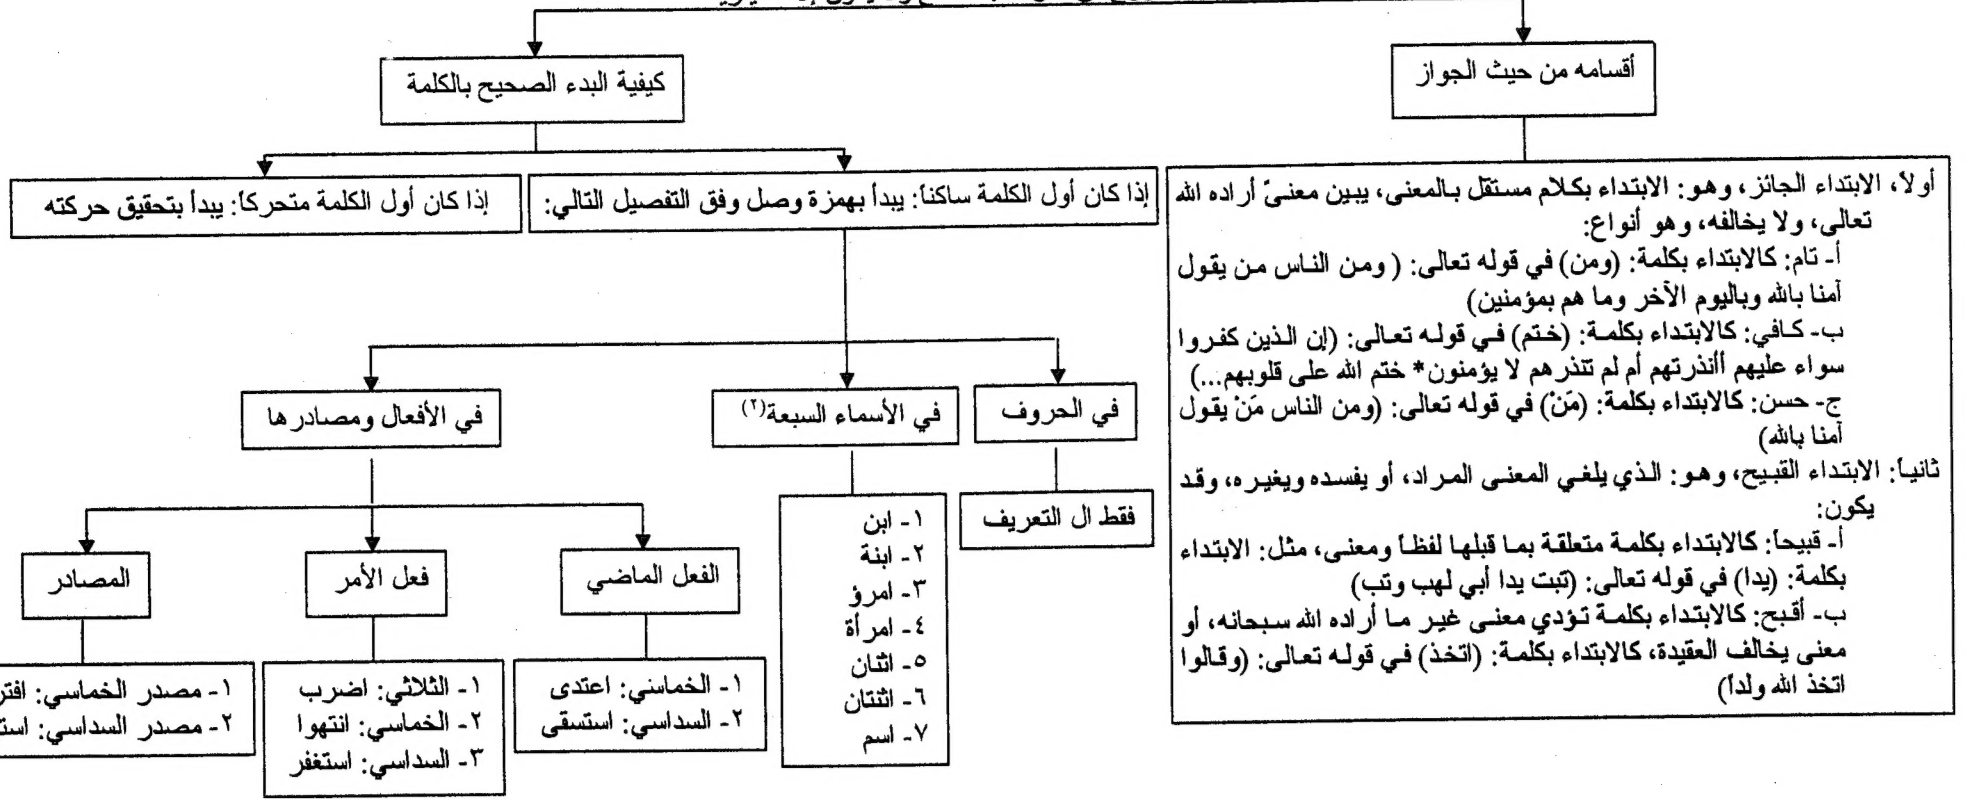 أقسامه من حيث الجواز
أولاً، الابتداء الجائز، وهو: الابتداء بكلام مستقل بالمعنى، يبين معنىً أراده الله
تعالى، ولا يخالفه، وهو أنواع:
أ- تام: كالابتداء بكلمة: (ومن) في قوله تعالى: ( ومن الناس من يقول
آمنا بالله وباليوم الآخر وما هم بمؤمنين)
ب- كافي: كالابتداء بكلمة: (ختم) في قوله تعالى: (إن الذين كفروا
سواء عليهم أأنذرتهم أم لم تنذرهم لا يؤمنون* ختم الله على قلوبهم...)
ج- حسن: كالابتداء بكلمة: (مَنْ) في قوله تعالى: (ومن الناس مَنْ يقول
آمنا بالله)
ثانياً: الابتداء القبيح، وهو: الذي يلغي المعنى المراد، أو يفسده ويغيره، وقد
يكون:
أ- قبيحاً: كالابتداء بكلمة متعلقة بما قبلها لفظاً ومعنى، مثل: الابتداء
بكلمة: (يدا) في قوله تعالى: (تبت يدا أبي لهب وتب)
ب- أقبح: كالابتداء بكلمة تؤدي معنى غير ما أراده الله سبحانه، أو
معنى يخالف العقيدة، كالابتداء بكلمة: (اتخذ) في قوله تعالى: (وقالوا
اتخذ الله ولداً)
كيفية البدء الصحيح بالكلمة
إذا كان أول الكلمة ساكناً: يبدأ بهمزة وصل وفق التفصيل التالي:
إذا كان أول الكلمة متحركاً: يبدأ بتحقيق حركته
في الحروف
فقط ال التعريف
في الأسماء السبعة(٢)
١- ابن
٢- ابنة
٣- امرؤ
٤- امرأة
٥- اثنان
٦- اثنتان
٧- اسم
في الأفعال ومصادرها
الفعل الماضي
١- الخماسي: اعتدى
٢- السداسي: استسقى
فعل الأمر
١- الثلاثي: اضرب
٢- الخماسي: انتهوا
٣- السداسي: استغفر
المصادر
١- مصدر الخماسي:
٢- مصدر السداسي: